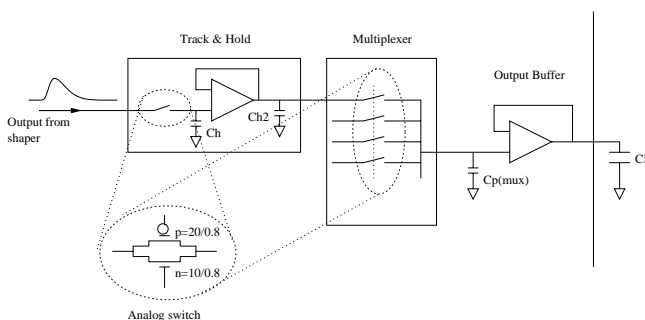 Track & Hold
Multiplexer
Output Buffer
Output from
shaper
Ch
Ch2
Cp(mux)
p=20/0.8
n=10/0.8
Analog switch